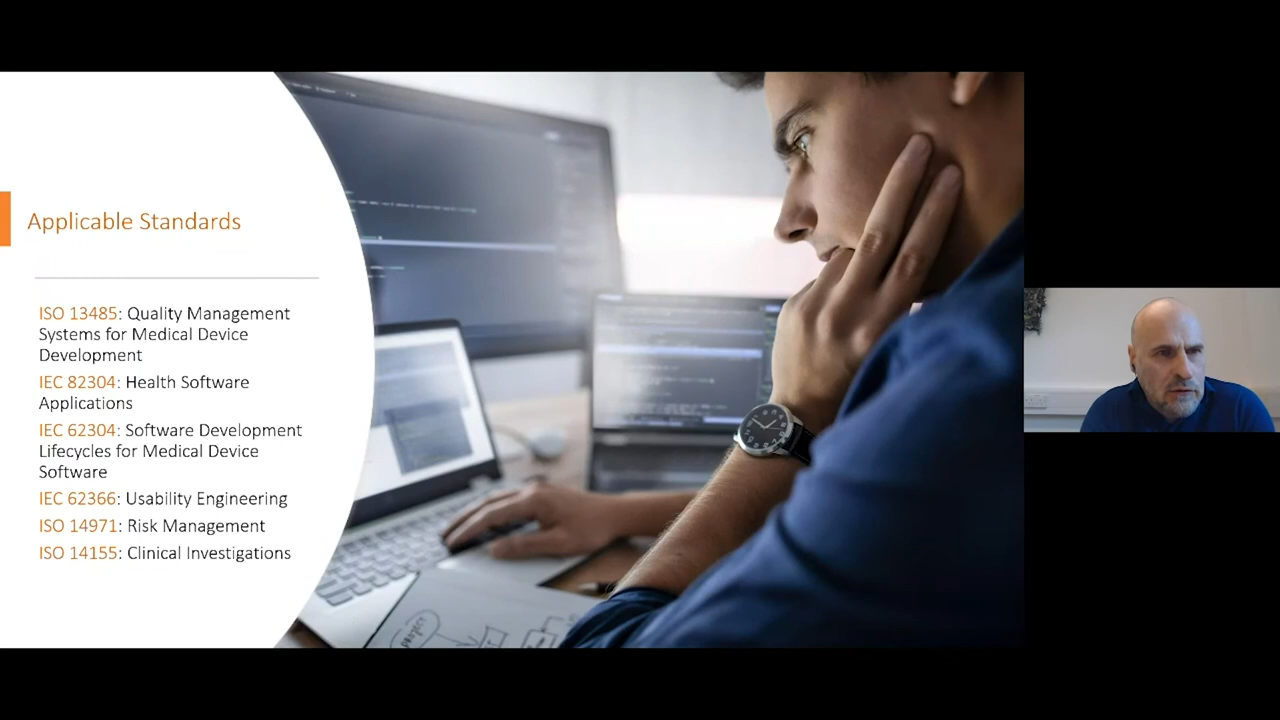 Applicable Standards
ISO 13485: Quality Management
Systems for Medical Device
Development
IEC 82304: Health Software
Applications
IEC 62304: Software Development
Lifecycles for Medical Device
Software
IEC 62366: Usability Engineering
ISO 14971: Risk Management
ISO 14155: Clinical Investigations